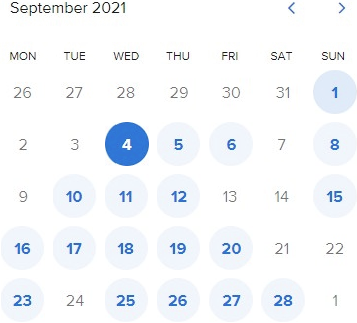 September 2021
MON TUE WED THU FRI SAT SUN
26 27 28 29 30 31 1
2 3 4 5 6 7 8
9 10 11 12 13 14 15
16 17 18 19 20 21 22
23 24 25 26 27 28 1